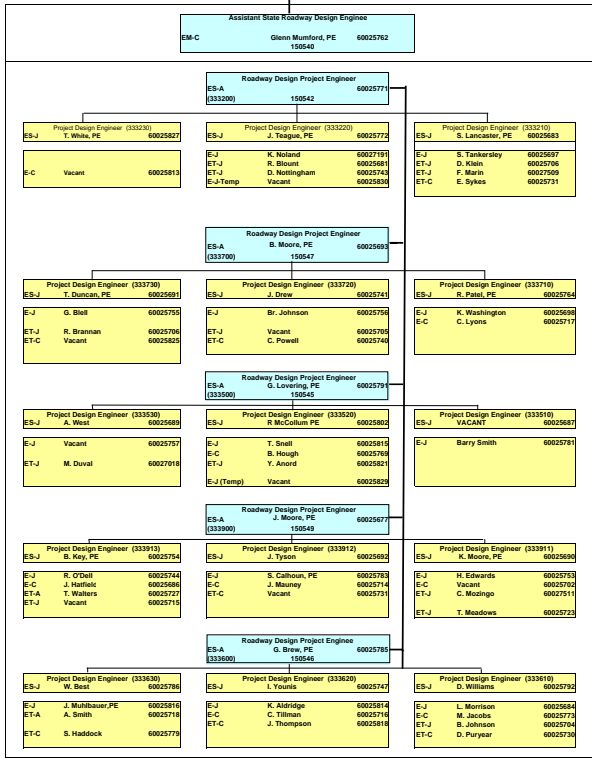 Assistant State Roadway Design Enginee
EM-C Glenn Mumford, PE 60025762
150540
Roadway Design Project Engineer
ES-A 60025771
(333200) 150542
Project Design Engineer (333230)
ES-J T. White, PE 60025827
E-C Vacant 60025813
Project Design Engineer (333220)
ES-J J. Teague, PE 60025772
E-J K. Noland 60027191
ET-J R. Blount 60025681
ET-J D. Nottingham 60025743
E-J-Temp Vacant 60025830
Project Design Engineer (333210)
ES-J S. Lancaster, PE 60025683
E-J S. Tankersley 60025697
ET-J D. Klein 60025706
ET-J F. Marin 60027509
ET-C E. Sykes 60025731
Roadway Design Project Engineer
ES-A B. Moore, PE 60025693
(333700) 150547
Project Design Engineer (333730)
ES-J T. Duncan, PE 60025691
E-J G. Blell 60025755
ET-J R. Brannan 60025706
ET-C Vacant 60025825
Project Design Engineer (333720)
ES-J J. Drew 60025741
E-J Br. Johnson 60025756
ET-J Vacant 60025705
ET-C C. Powell 60025740
Project Design Engineer (333710)
ES-J R. Patel, PE 60025764
E-J K. Washington 60025698
E-C C. Lyons 60025717
Roadway Design Project Engineer
ES-A G. Lovering, PE 60025791
(333500) 150545
Project Design Engineer (333530)
ES-J A. West 60025689
E-J Vacant 60025757
ET-J M. Duval 60027018
Project Design Engineer (333520)
ES-J R McCollum PE 60025802
E-J T. Snell 60025815
E-C B. Hough 60025769
ET-J Y. Anord 60025821
E-J (Temp) Vacant 60025829
Project Design Engineer (333510)
ES-J VACANT 60025687
E-J Barry Smith 60025781
Roadway Design Project Engineer
ES-A J. Moore, PE 60025677
(333900) 150549
Project Design Engineer (333913)
ES-J B. Key, PE 60025754
E-J R. O'Dell 60025744
E-C J. Hatfield 60025686
ET-A T. Walters 60025727
ET-J Vacant 60025715
Project Design Engineer (333912)
ES-J J. Tyson 60025692
E-J S. Calhoun, PE 60025783
E-C J. Mauney 60025714
ET-C Vacant 60025731
Project Design Engineer (333911)
ES-J K. Moore, PE 60025690
E-J H. Edwards 60025753
E-C Vacant 60025702
ET-J C. Mozingo 60027511
ET-J T. Meadows 60025723
Roadway Design Project Enginee
ES-A G. Brew, PE 60025785
(333600) 150546
Project Design Engineer (333630)
ES-J W. Best 60025786
E-J J. Muhlbauer,PE 60025816
ET-A A. Smith 60025718
ET-C S. Haddock 60025779
Project Design Engineer (333620)
ES-J I. Younis 60025747
E-J K. Aldridge 60025814
E-C C. Tillman 60025716
ET-C J. Thompson 60025818
Project Design Engineer (333610)
ES-J D. Williams 60025792
E-J L. Morrison 60025684
E-C M. Jacobs 60025773
ET-J B. Johnson 60025704
ET-C D. Puryear 60025730